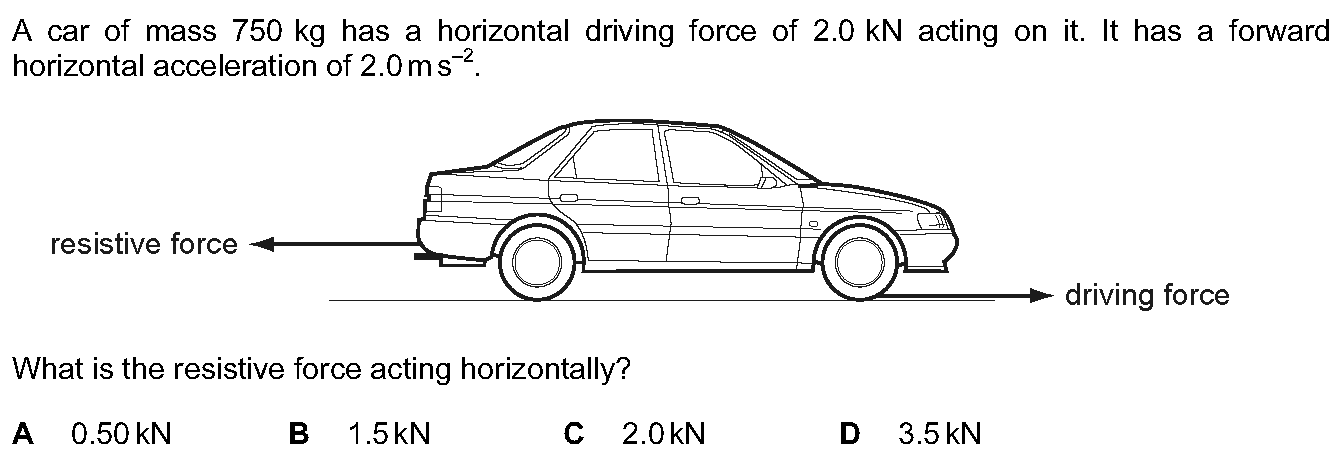 A car of mass 750 kg has a horizontal driving force of 2.0 kN acting on it. It has a forward
horizontal acceleration of 2.0 m s⁻².
resistive force
driving force
What is the resistive force acting horizontally?
A 0.50 kN B 1.5 kN C 2.0 kN D 3.5 kN